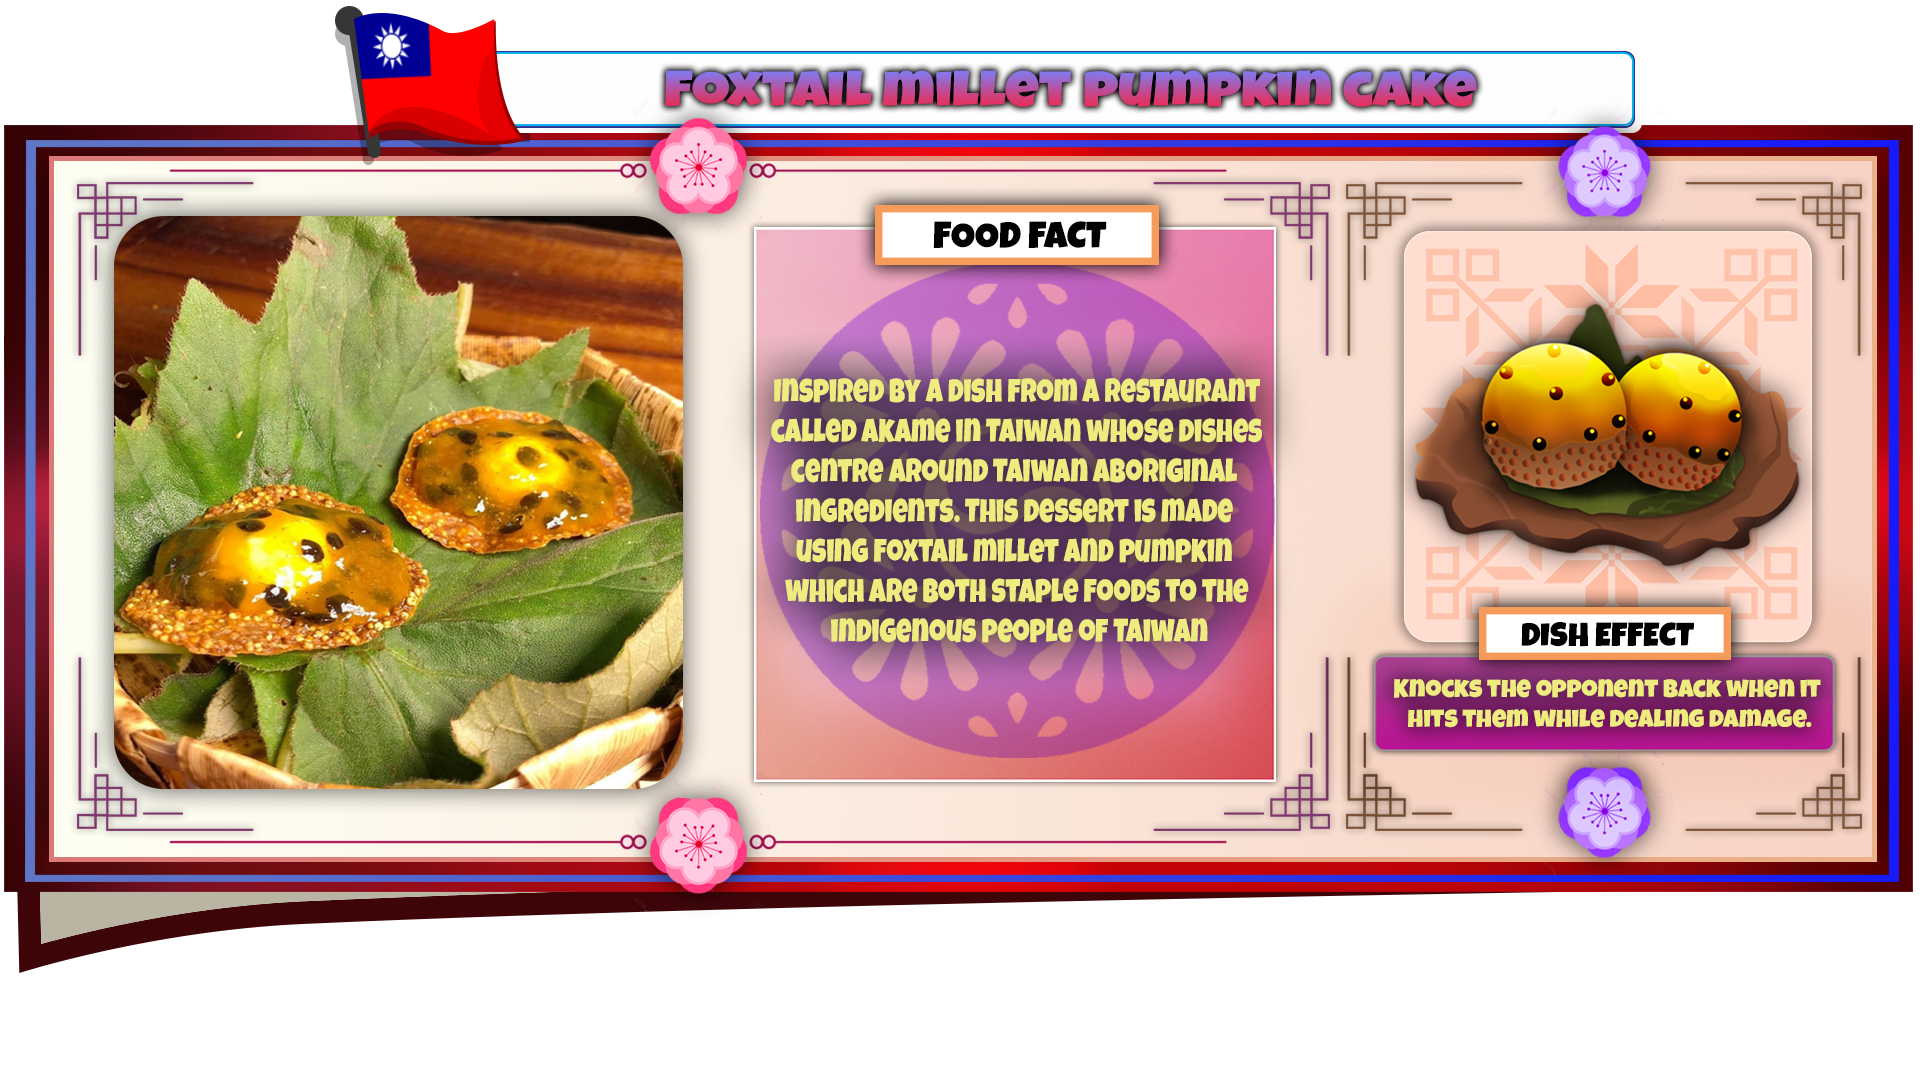 Foxtail Millet Pumpkin Cake
FOOD FACT
Inspired by a dish from a restaurant
called Akame in Taiwan whose dishes
centre around Taiwan aboriginal
ingredients. This dessert is made
using foxtail millet and pumpkin
which are both staple foods to the
indigenous people of Taiwan
DISH EFFECT
Knocks the opponent back when it
hits them while dealing damage.